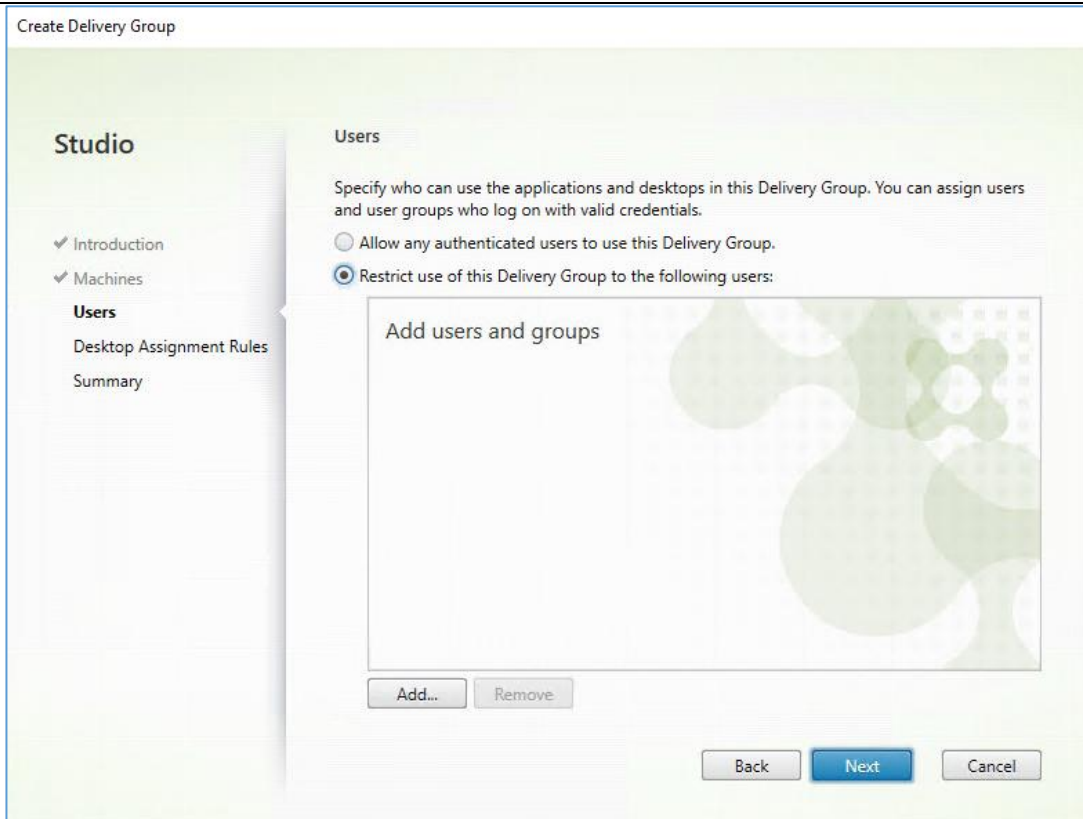 Create Delivery Group
Studio
Introduction
Machines
Users
Desktop Assignment Rules
Summary
Users
Specify who can use the applications and desktops in this Delivery Group. You can assign users
and user groups who log on with valid credentials.
Allow any authenticated users to use this Delivery Group.
Restrict use of this Delivery Group to the following users:
Add users and groups
Add...
Remove
Back
Next
Cancel